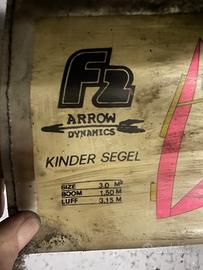 F2
ARROW
DYNAMICS
KINDER SEGEL
SIZE 3.0 M²
BOOM 1.50 M
LUFF 3.15 M